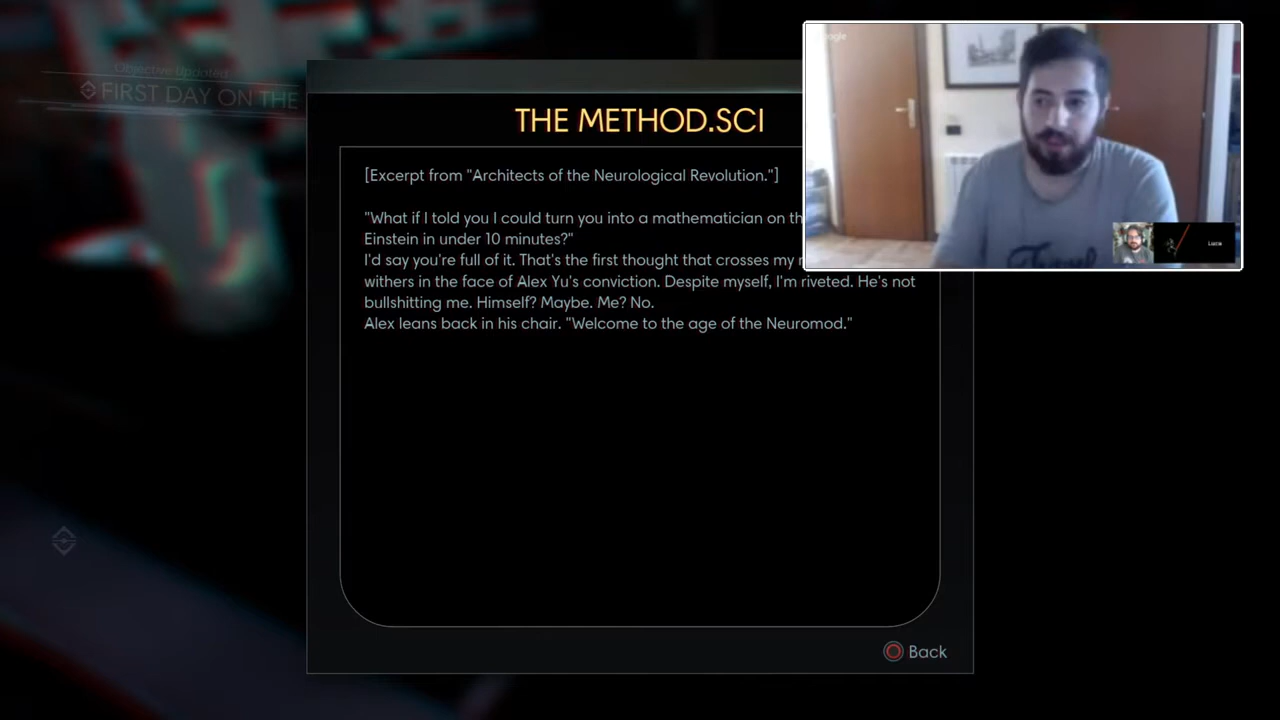 Objective Updated
FIRST DAY ON THE
THE METHOD.SCI
[Excerpt from "Architects of the Neurological Revolution."]
"What if I told you I could turn you into a mathematician on th
Einstein in under 10 minutes?"
I'd say you're full of it. That's the first thought that crosses my
withers in the face of Alex Yu's conviction. Despite myself, I'm riveted. He's not
bullshitting me. Himself? Maybe. Me? No.
Alex leans back in his chair. "Welcome to the age of the Neuromod."
Back